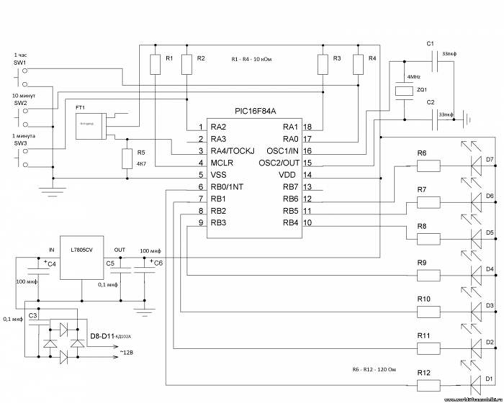 1 час
SW1
10 минут
SW2
1 минута
SW3
FT1
R1
R2
R1 - R4 - 10 кОм
R3
R4
C1
33пкф
4MHz
ZQ1
C2
33пкф
R5
4К7
PIC16F84A
1 RA2
2 RA3
3 RA4/TOCKJ
4 MCLR
5 VSS
6 RB0/1NT
7 RB1
8 RB2
9 RB3
RA1 18
RA0 17
OSC1/IN 16
OSC2/OUT 15
VDD 14
RB7 13
RB6 12
RB5 11
RB4 10
R6
D7
R7
D6
R8
D5
R9
D4
R10
D3
R11
D2
R12
D1
R6 - R12 - 120 Ом
IN
L7805CV
OUT
100 мкф
+ C4
100 мкф
C5
+ C6
0,1 мкф
0,1 мкф
C3
D8-D11
~12В